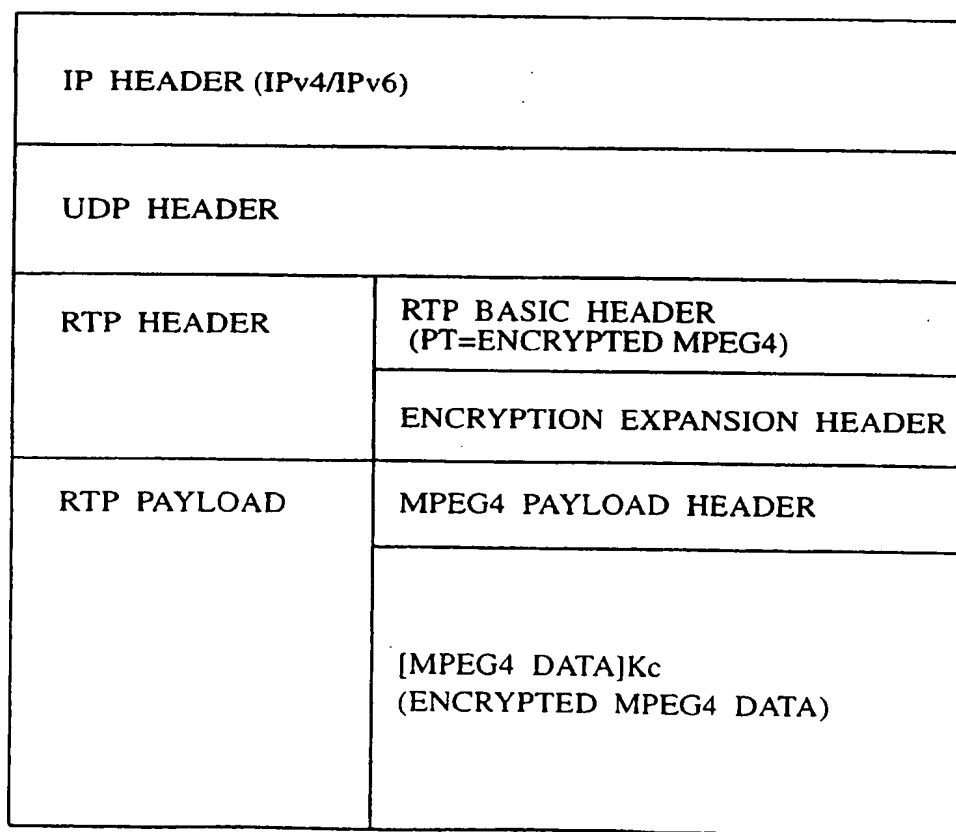 IP HEADER (IPv4/IPv6)
UDP HEADER
RTP HEADER
RTP BASIC HEADER
(PT=ENCRYPTED MPEG4)
ENCRYPTION EXPANSION HEADER
RTP PAYLOAD
MPEG4 PAYLOAD HEADER
[MPEG4 DATA]Kc
(ENCRYPTED MPEG4 DATA)